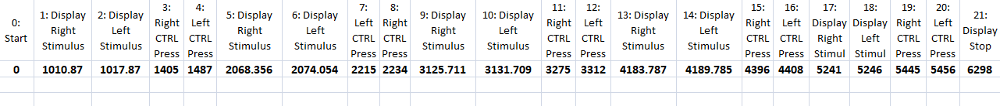 0: Start
1: Display Right Stimulus
2: Display Left Stimulus
3: Right CTRL Press
4: Left CTRL Press
5: Display Right Stimulus
6: Display Left Stimulus
7: Left CTRL Press
8: Right CTRL Press
9: Display Right Stimulus
10: Display Left Stimulus
11: Right CTRL Press
12: Left CTRL Press
13: Display Right Stimulus
14: Display Left Stimulus
15: Right CTRL Press
16: Left CTRL Press
17: Display Right Stimul
18: Display Left Stimul
19: Right CTRL Press
20: Left CTRL Press
21: Display Stop
0 1010.87 1017.87 1405 1487 2068.356 2074.054 2215 2234 3125.711 3131.709 3275 3312 4183.787 4189.785 4396 4408 5241 5246 5445 5456 6298